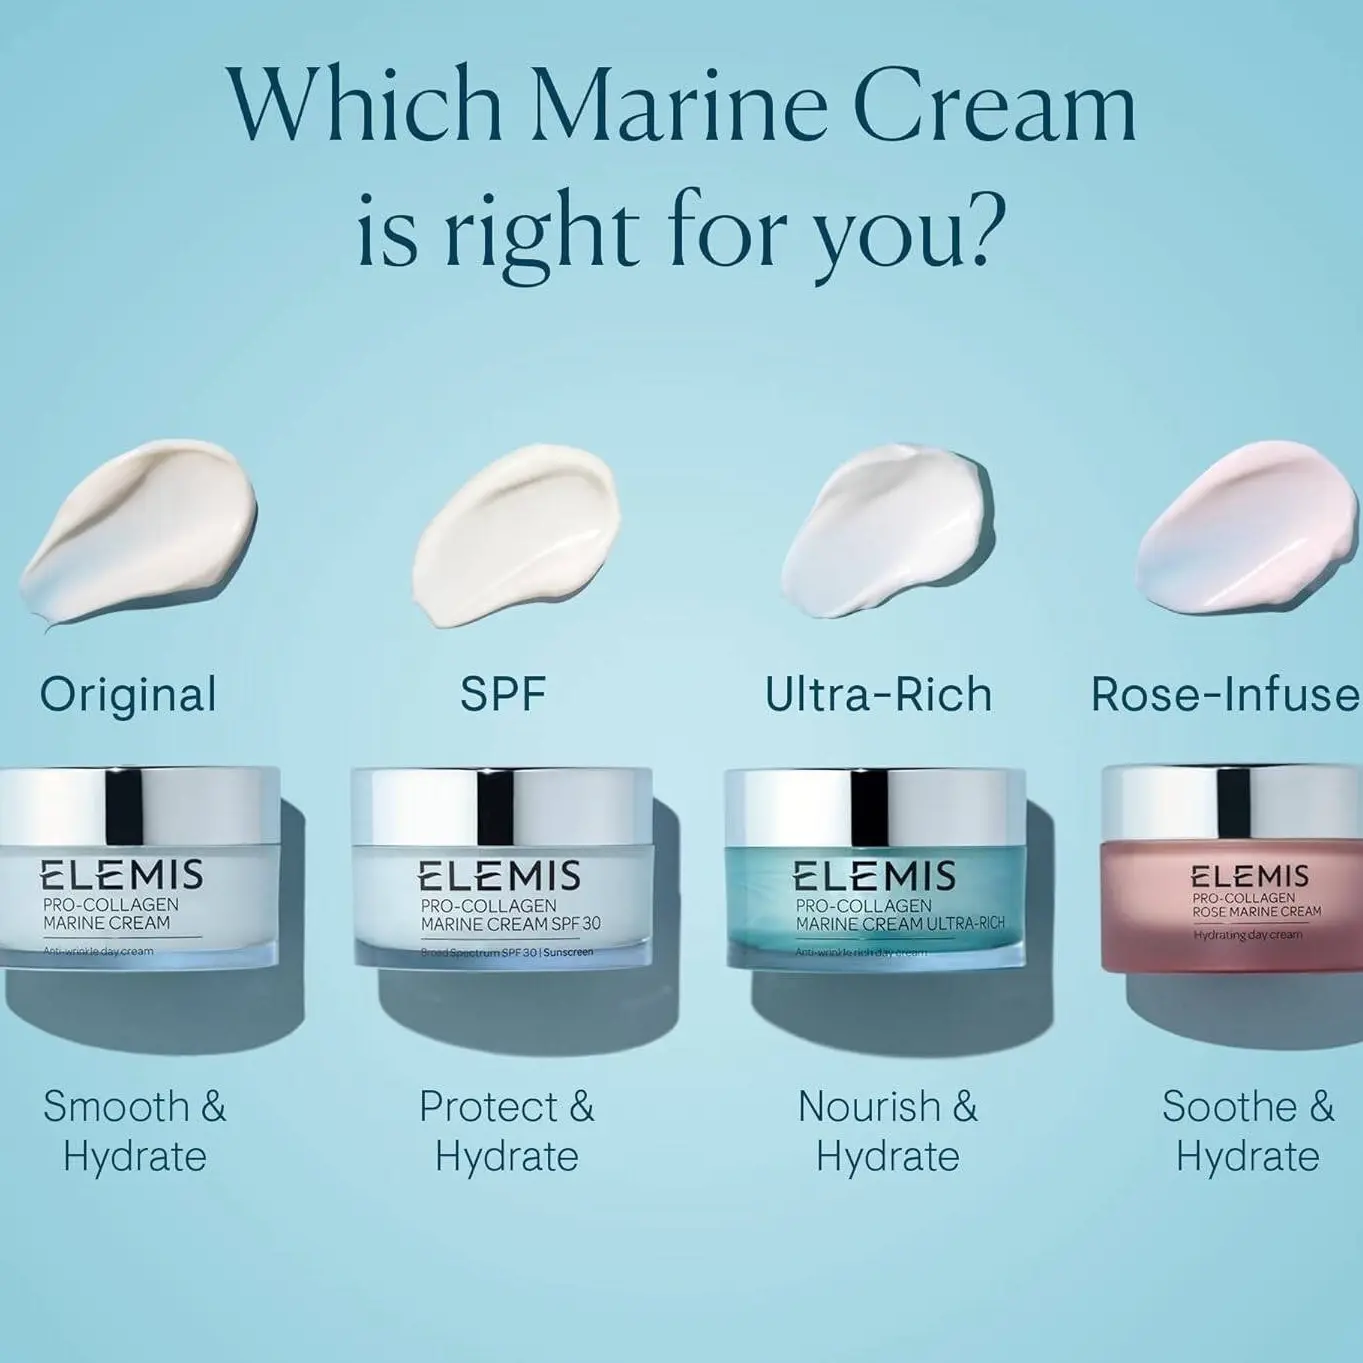 Which Marine Cream
is right for you?
Original
SPF
Ultra-Rich
Rose-Infuse
ELEMIS
PRO-COLLAGEN
MARINE CREAM
Anti-wrinkle day cream
ELEMIS
PRO-COLLAGEN
MARINE CREAM SPF 30
Broad Spectrum SPF 30 | Sunscreen
ELEMIS
PRO-COLLAGEN
MARINE CREAM ULTRA-RICH
Anti-wrinkle rich day cream
ELEMIS
PRO-COLLAGEN
ROSE MARINE CREAM
Hydrating day cream
Smooth &
Hydrate
Protect &
Hydrate
Nourish &
Hydrate
Soothe &
Hydrate